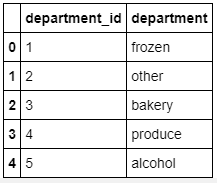 department_id department
0 1 frozen
1 2 other
2 3 bakery
3 4 produce
4 5 alcohol